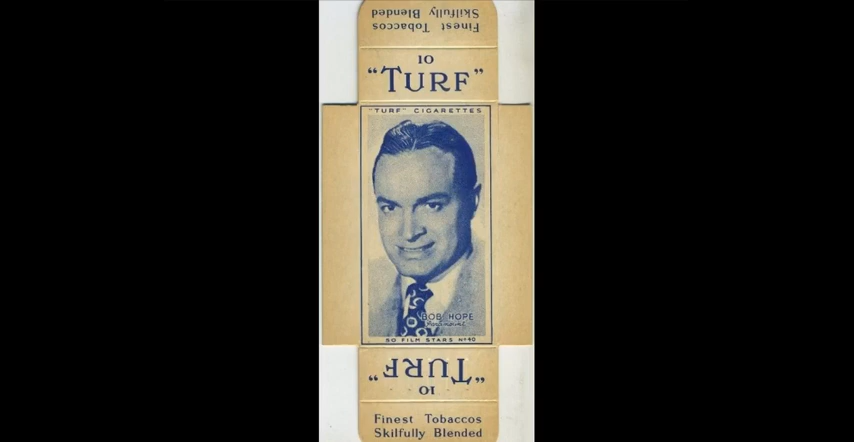 Finest Tobaccos
Skilfully Blended
10
“TURF”
"TURF" CIGARETTES
BOB HOPE
Paramount
50 FILM STARS Nº40
“TURF”
10
Finest Tobaccos
Skilfully Blended